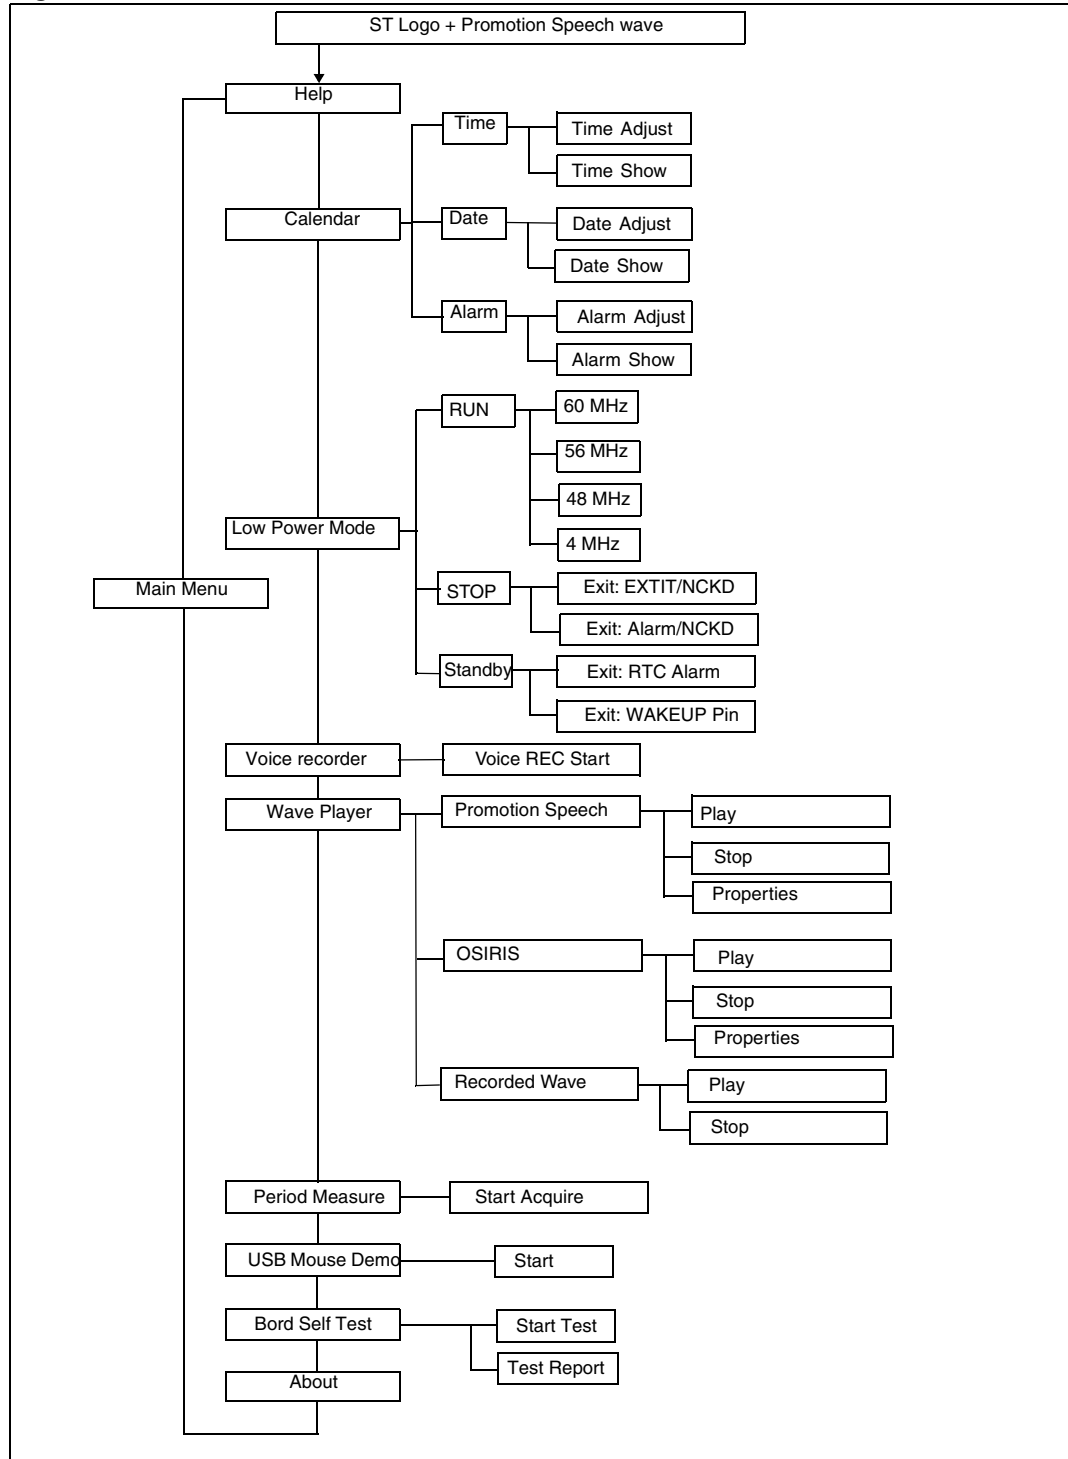 ST Logo + Promotion Speech wave
Help
Time
Time Adjust
Time Show
Calendar
Date
Date Adjust
Date Show
Alarm
Alarm Adjust
Alarm Show
RUN
60 MHz
56 MHz
48 MHz
4 MHz
Low Power Mode
Main Menu
STOP
Exit: EXTIT/NCKD
Exit: Alarm/NCKD
Standby
Exit: RTC Alarm
Exit: WAKEUP Pin
Voice recorder
Voice REC Start
Wave Player
Promotion Speech
Play
Stop
Properties
OSIRIS
Play
Stop
Properties
Recorded Wave
Play
Stop
Period Measure
Start Acquire
USB Mouse Demo
Start
Bord Self Test
Start Test
Test Report
About